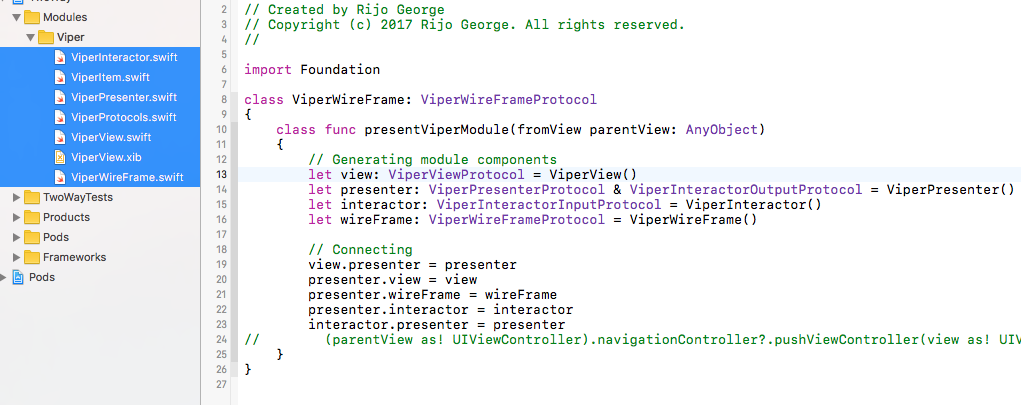 Modules
Viper
ViperInteractor.swift
ViperItem.swift
ViperPresenter.swift
ViperProtocols.swift
ViperView.swift
ViperView.xib
ViperWireFrame.swift
TwoWayTests
Products
Pods
Frameworks
Pods
2 // Created by Rijo George
3 // Copyright (c) 2017 Rijo George. All rights reserved.
4 //
5
6 import Foundation
7
8 class ViperWireFrame: ViperWireFrameProtocol
9 {
10 class func presentViperModule(fromView parentView: AnyObject)
11 {
12 // Generating module components
13 let view: ViperViewProtocol = ViperView()
14 let presenter: ViperPresenterProtocol & ViperInteractorOutputProtocol = ViperPresenter()
15 let interactor: ViperInteractorInputProtocol = ViperInteractor()
16 let wireFrame: ViperWireFrameProtocol = ViperWireFrame()
17
18 // Connecting
19 view.presenter = presenter
20 presenter.view = view
21 presenter.wireFrame = wireFrame
22 presenter.interactor = interactor
23 interactor.presenter = presenter
24 // (parentView as! UIViewController).navigationController?.pushViewController(view as! UIV
25 }
26 }
27